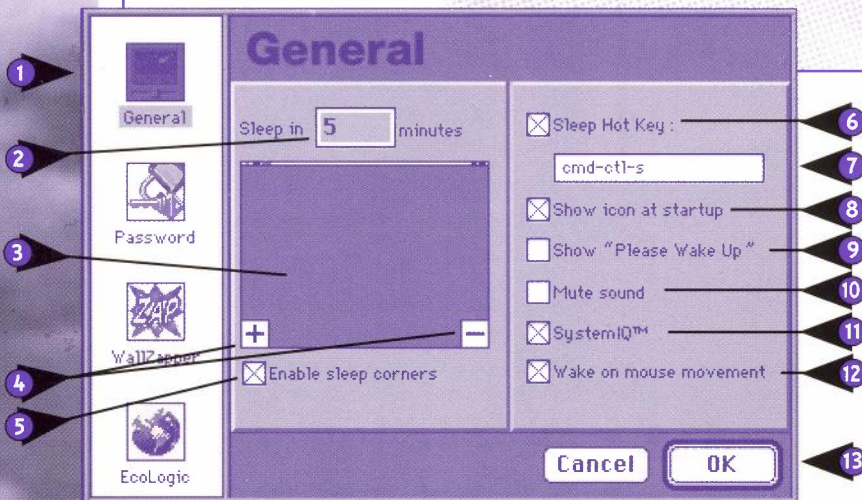 General
1
General
Sleep in 5 minutes
2
Password
3
WallZapper
ZAP
+ −
4
Enable sleep corners
5
EcoLogic
Sleep Hot Key :
6
cmd-ctl-s
7
Show icon at startup
8
Show “Please Wake Up”
9
Mute sound
10
SystemIQ™
11
Wake on mouse movement
12
Cancel OK
13